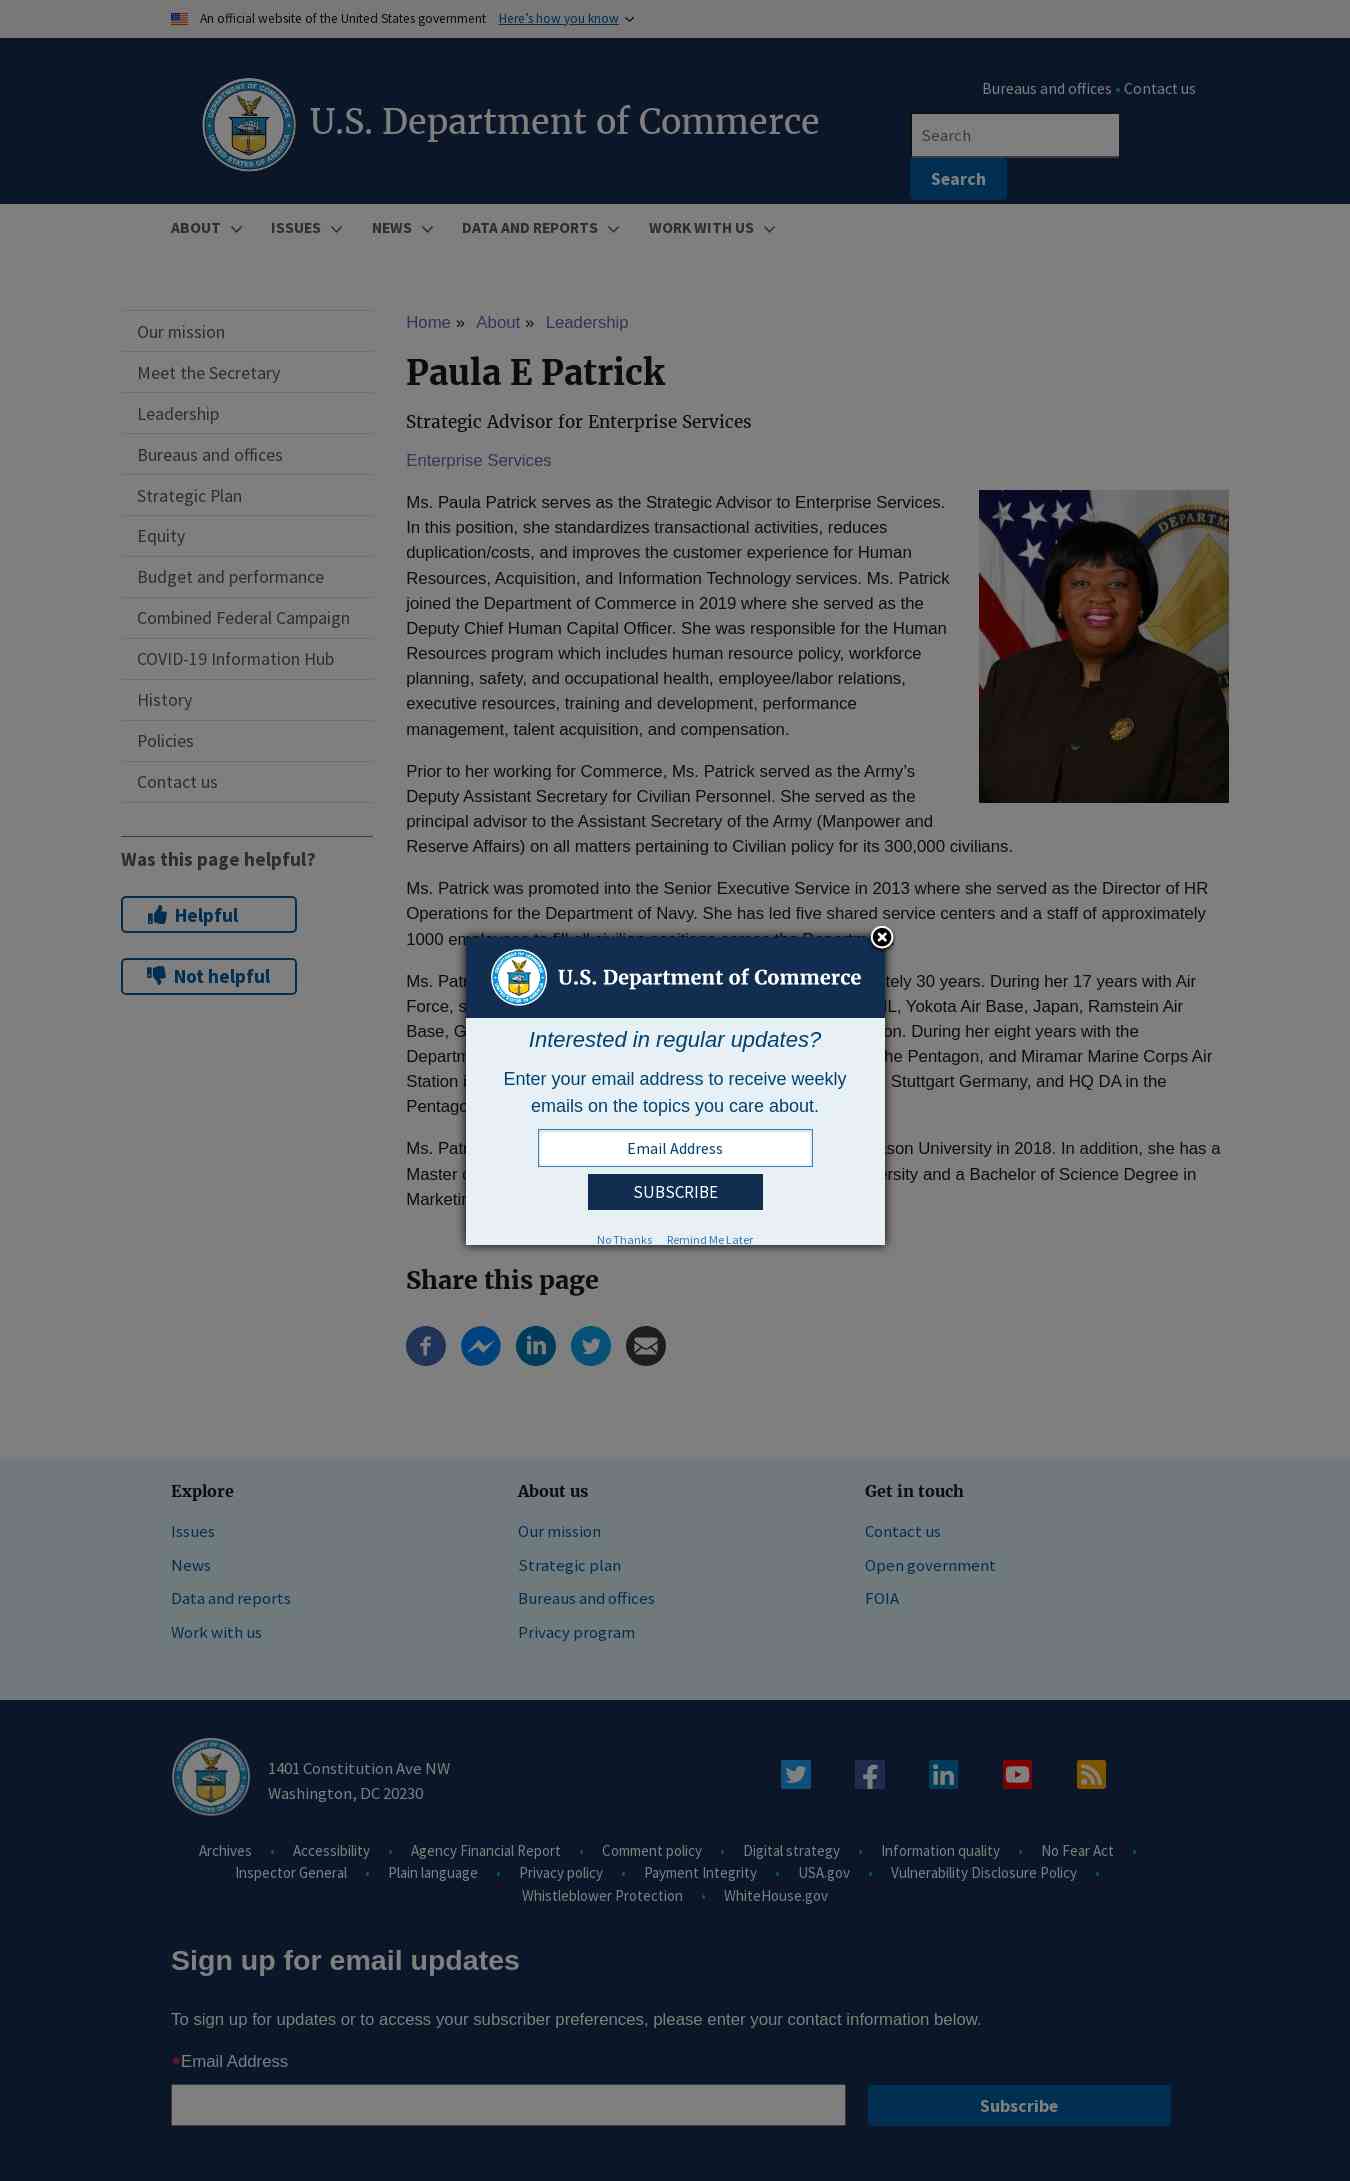 An official website of the United States government Here’s how you know
U.S. Department of Commerce
Bureaus and offices • Contact us
Search
Search
ABOUT ISSUES NEWS DATA AND REPORTS WORK WITH US
Our mission
Meet the Secretary
Leadership
Bureaus and offices
Strategic Plan
Equity
Budget and performance
Combined Federal Campaign
COVID-19 Information Hub
History
Policies
Contact us
Was this page helpful?
Helpful
Not helpful
Home » About » Leadership
Paula E Patrick
Strategic Advisor for Enterprise Services
Enterprise Services
Ms. Paula Patrick serves as the Strategic Advisor to Enterprise Services.
In this position, she standardizes transactional activities, reduces
duplication/costs, and improves the customer experience for Human
Resources, Acquisition, and Information Technology services. Ms. Patrick
joined the Department of Commerce in 2019 where she served as the
Deputy Chief Human Capital Officer. She was responsible for the Human
Resources program which includes human resource policy, workforce
planning, safety, and occupational health, employee/labor relations,
executive resources, training and development, performance
management, talent acquisition, and compensation.
Prior to her working for Commerce, Ms. Patrick served as the Army’s
Deputy Assistant Secretary for Civilian Personnel. She served as the
principal advisor to the Assistant Secretary of the Army (Manpower and
Reserve Affairs) on all matters pertaining to Civilian policy for its 300,000 civilians.
Ms. Patrick was promoted into the Senior Executive Service in 2013 where she served as the Director of HR
Operations for the Department of Navy. She has led five shared service centers and a staff of approximately
1000
Ms. 30 years. During her 17 years with Air
Force, Yokota Air Base, Japan, Ramstein Air
Base, During her eight years with the
the Pentagon, and Miramar Marine Corps Air
Station Stuttgart Germany, and HQ DA in the
Ms. University in 2018. In addition, she has a
Master and a Bachelor of Science Degree in
U.S. Department of Commerce
Interested in regular updates?
Enter your email address to receive weekly
emails on the topics you care about.
Email Address
SUBSCRIBE
No Thanks Remind Me Later
Share this page
Explore
Issues
News
Data and reports
Work with us
About us
Our mission
Strategic plan
Bureaus and offices
Privacy program
Get in touch
Contact us
Open government
FOIA
1401 Constitution Ave NW
Washington, DC 20230
Archives • Accessibility • Agency Financial Report • Comment policy • Digital strategy • Information quality • No Fear Act •
Inspector General • Plain language • Privacy policy • Payment Integrity • USA.gov • Vulnerability Disclosure Policy •
Whistleblower Protection • WhiteHouse.gov
Sign up for email updates
To sign up for updates or to access your subscriber preferences, please enter your contact information below.
*Email Address
Subscribe